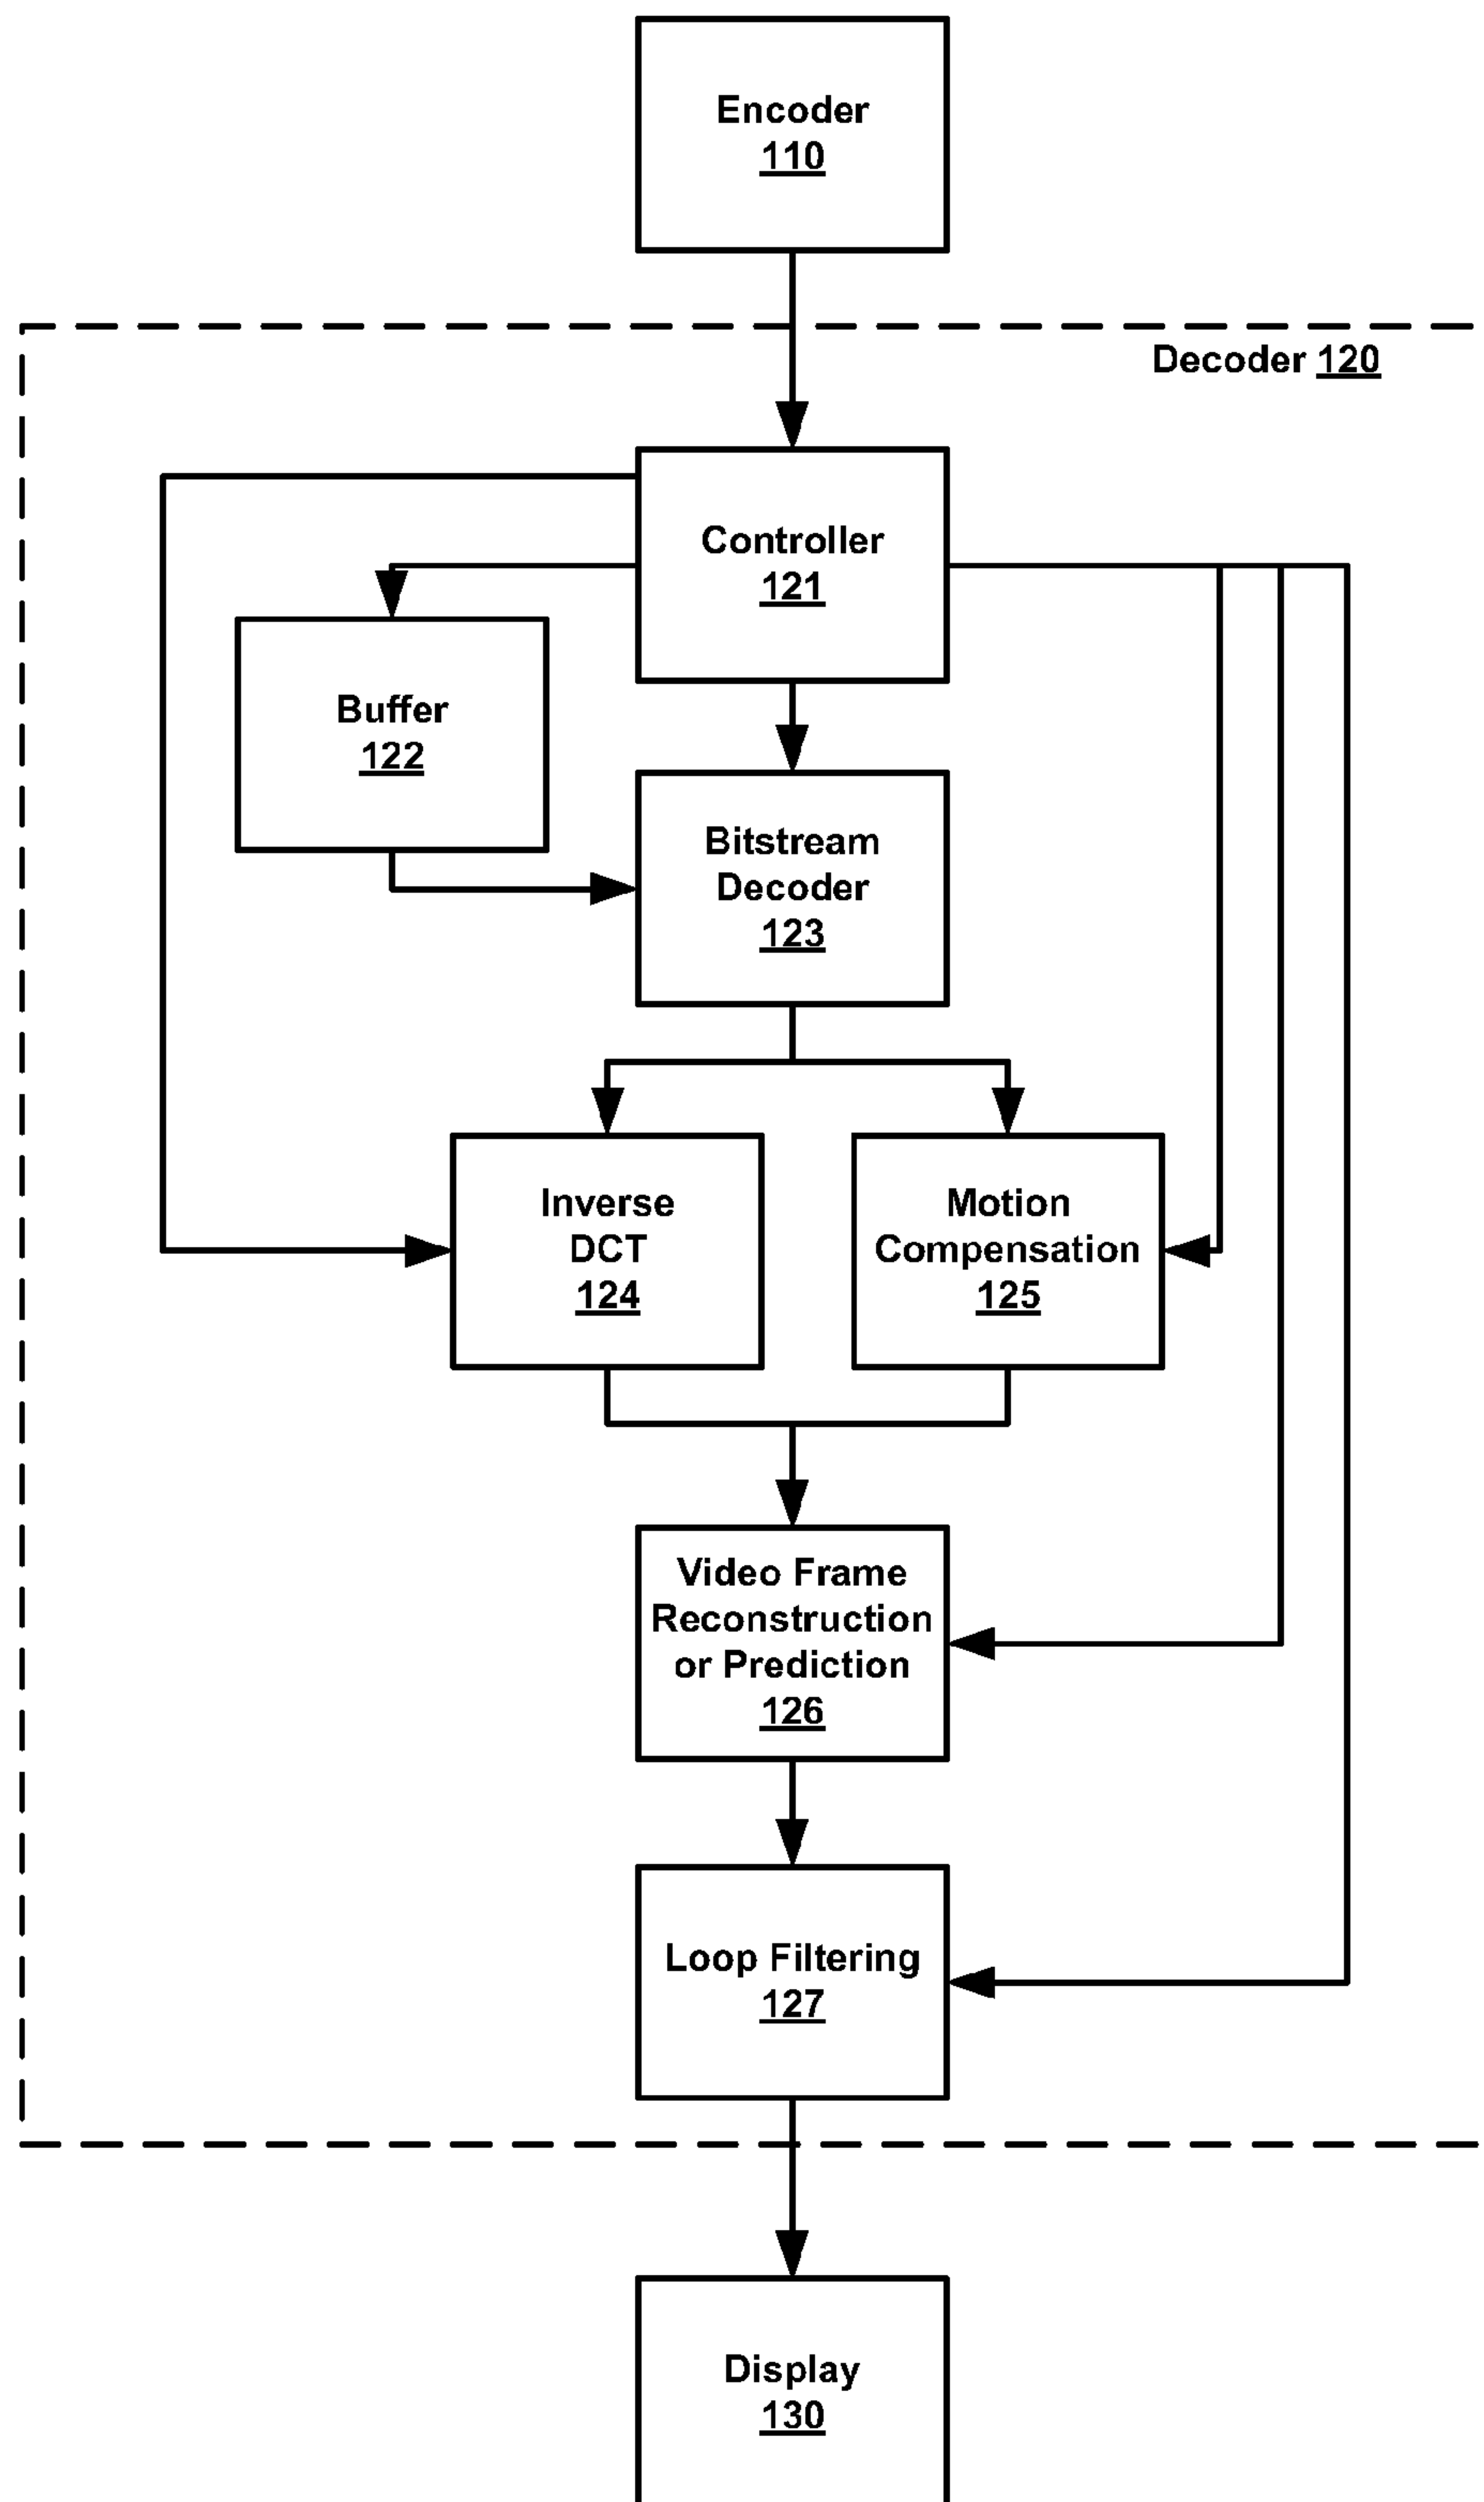 Encoder
110
Decoder 120
Controller
121
Buffer
122
Bitstream
Decoder
123
Inverse
DCT
124
Motion
Compensation
125
Video Frame
Reconstruction
or Prediction
126
Loop Filtering
127
Display
130